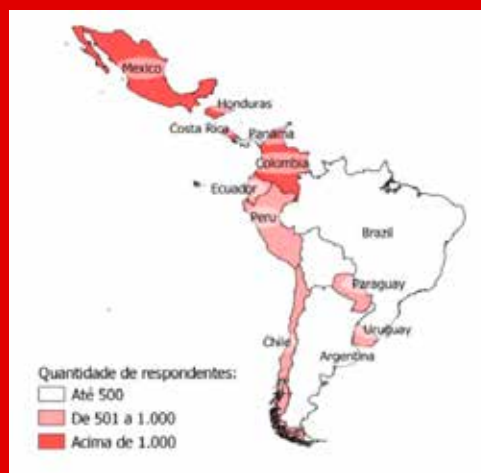 Mexico
Honduras
Costa Rica
Panama
Colombia
Ecuador
Peru
Brazil
Paraguay
Uruguay
Chile
Argentina
Quantidade de respondentes:
Até 500
De 501 a 1.000
Acima de 1.000